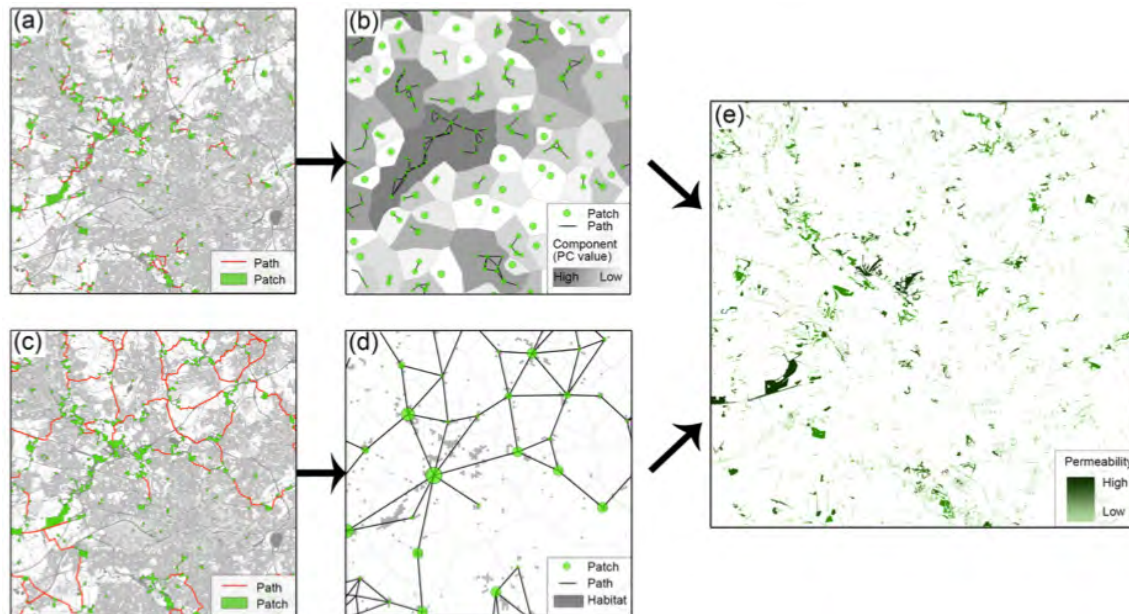 (a)
Path
Patch
(b)
Patch
Path
Component
(PC value)
High Low
(c)
Path
Patch
(d)
Patch
Path
Habitat
(e)
Permeability
High
Low